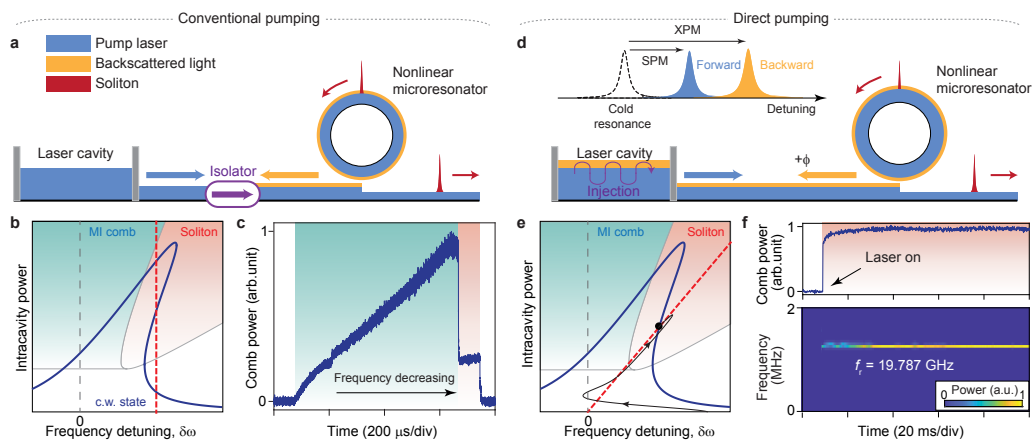 Conventional pumping
a
Pump laser
Backscattered light
Soliton
Nonlinear
microresonator
Laser cavity
Isolator
b
MI comb
Soliton
Intracavity power
c.w. state
Frequency detuning, δω
c
Comb power (arb.unit)
1
0
Frequency decreasing
Time (200 μs/div)
Direct pumping
d
XPM
SPM
Forward
Backward
Cold
resonance
Detuning
Nonlinear
microresonator
Laser cavity
Injection
+ϕ
e
MI comb
Soliton
Intracavity power
Frequency detuning, δω
f
Comb power
(arb.unit)
1
0
Laser on
Frequency
(MHz)
2
0
fr = 19.787 GHz
Power (a.u.)
0 1
Time (20 ms/div)